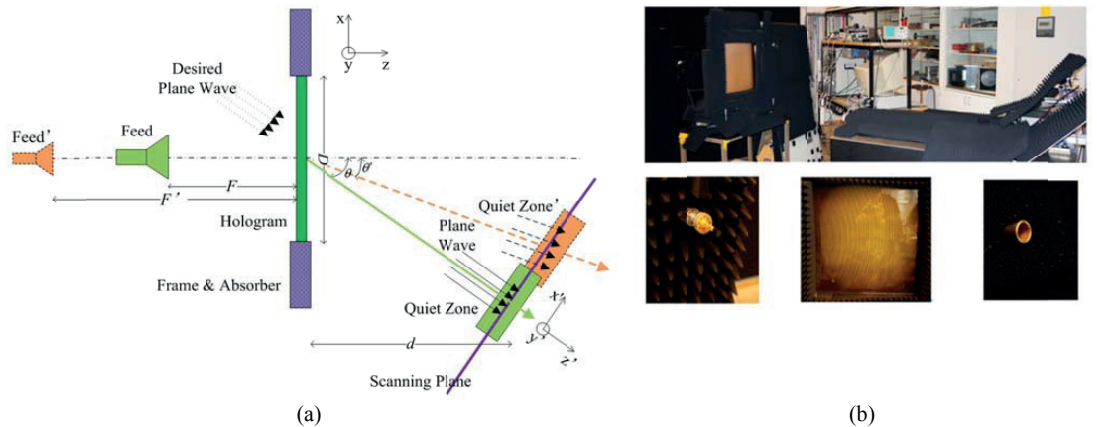 x
y
z
Desired
Plane Wave
Feed’
Feed
D
θ
θ'
F
F’
Hologram
Quiet Zone’
Plane
Wave
Frame & Absorber
Quiet Zone
x’
y’
z’
d
Scanning Plane
(a)
(b)